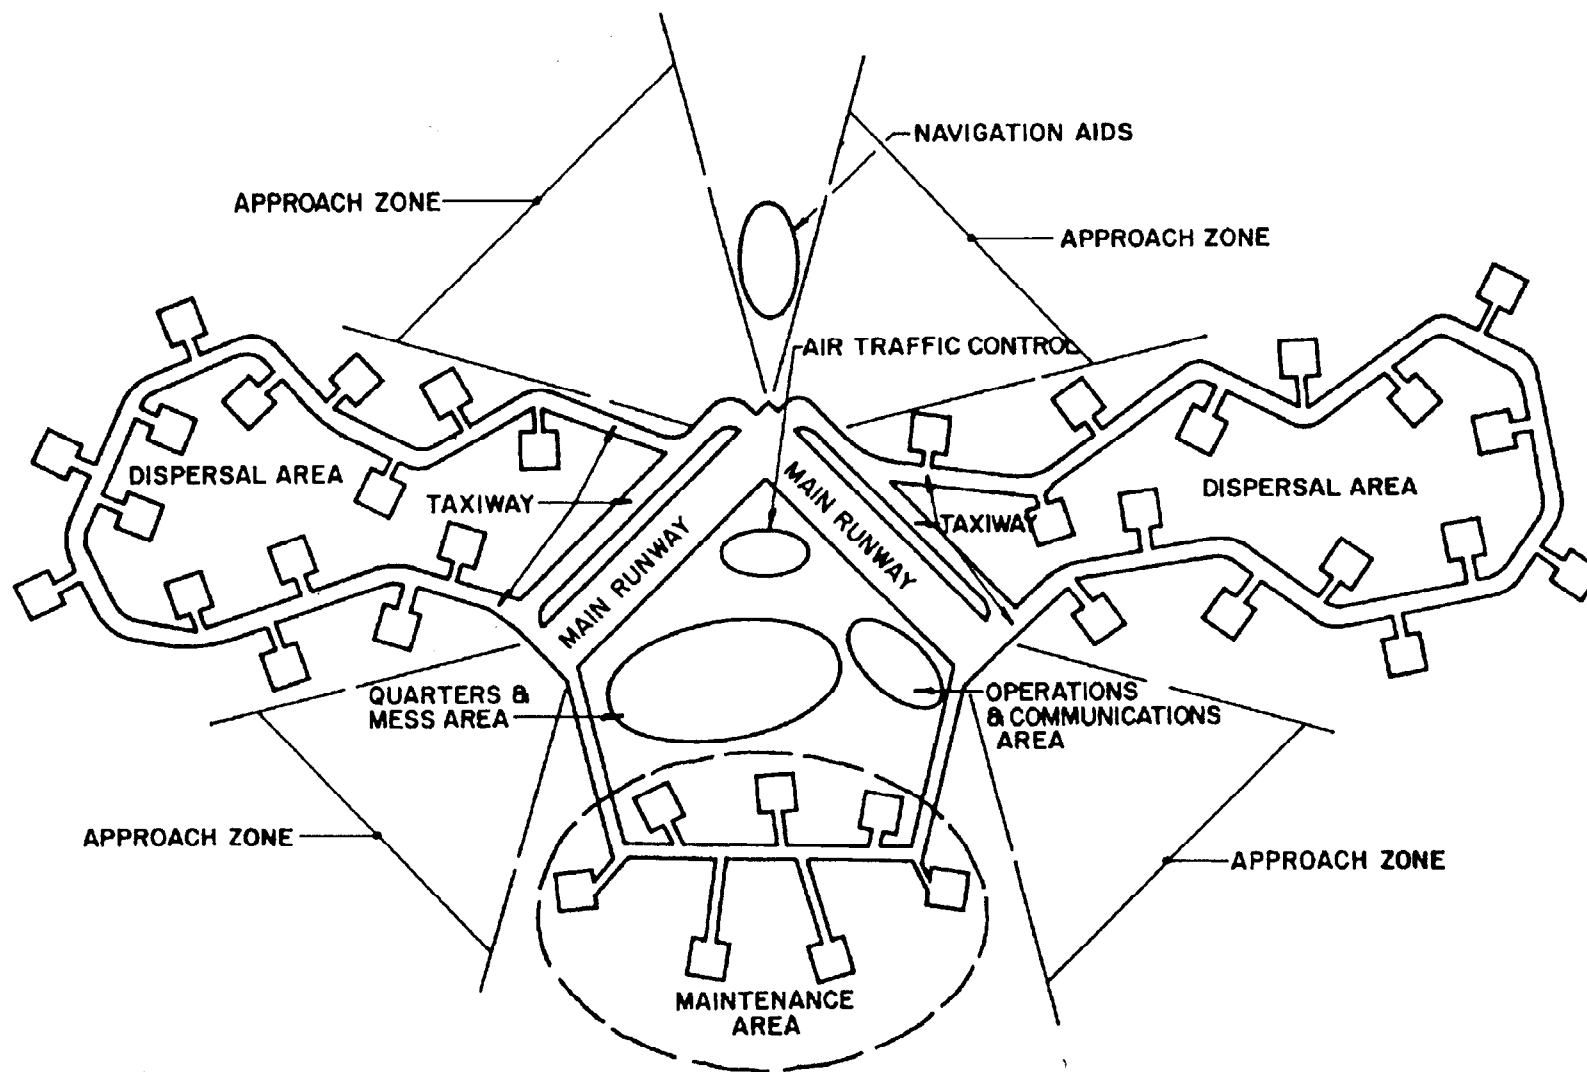 NAVIGATION AIDS
APPROACH ZONE
APPROACH ZONE
AIR TRAFFIC CONTROL
DISPERSAL AREA
TAXIWAY
MAIN RUNWAY
MAIN RUNWAY
TAXIWAY
DISPERSAL AREA
QUARTERS &
MESS AREA
OPERATIONS
& COMMUNICATIONS
AREA
APPROACH ZONE
APPROACH ZONE
MAINTENANCE
AREA